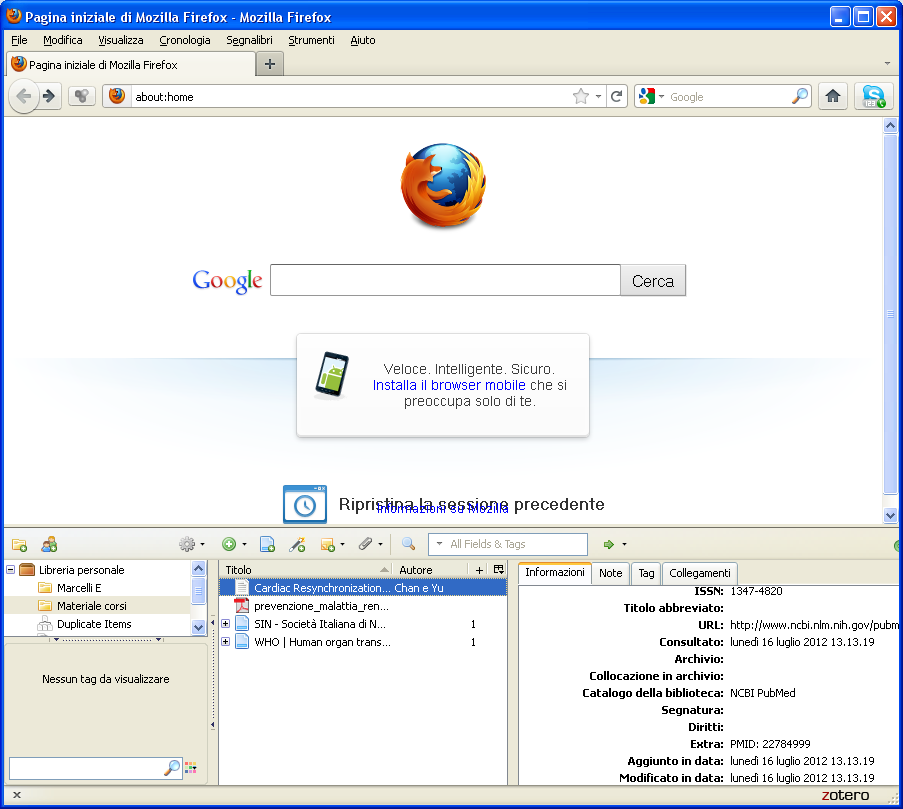 Pagina iniziale di Mozilla Firefox - Mozilla Firefox
File Modifica Visualizza Cronologia Segnalibri Strumenti Aiuto
Pagina iniziale di Mozilla Firefox
about:home
Google
Google
Cerca
Veloce. Intelligente. Sicuro.
Installa il browser mobile che si
preoccupa solo di te.
Ripristina la sessione precedente
Informazioni su Mozilla
All Fields & Tags
Libreria personale
Marcelli E
Materiale corsi
Duplicate Items
Nessun tag da visualizzare
Titolo Autore
Cardiac Resynchronization... Chan e Yu
prevenzione_malattia_ren...
SIN - Società Italiana di N... 1
WHO | Human organ trans... 1
Informazioni Note Tag Collegamenti
ISSN: 1347-4820
Titolo abbreviato:
URL: http://www.ncbi.nlm.nih.gov/pubm
Consultato: lunedì 16 luglio 2012 13.13.19
Archivio:
Collocazione in archivio:
Catalogo della biblioteca: NCBI PubMed
Segnatura:
Diritti:
Extra: PMID: 22784999
Aggiunto in data: lunedì 16 luglio 2012 13.13.19
Modificato in data: lunedì 16 luglio 2012 13.13.19
zotero